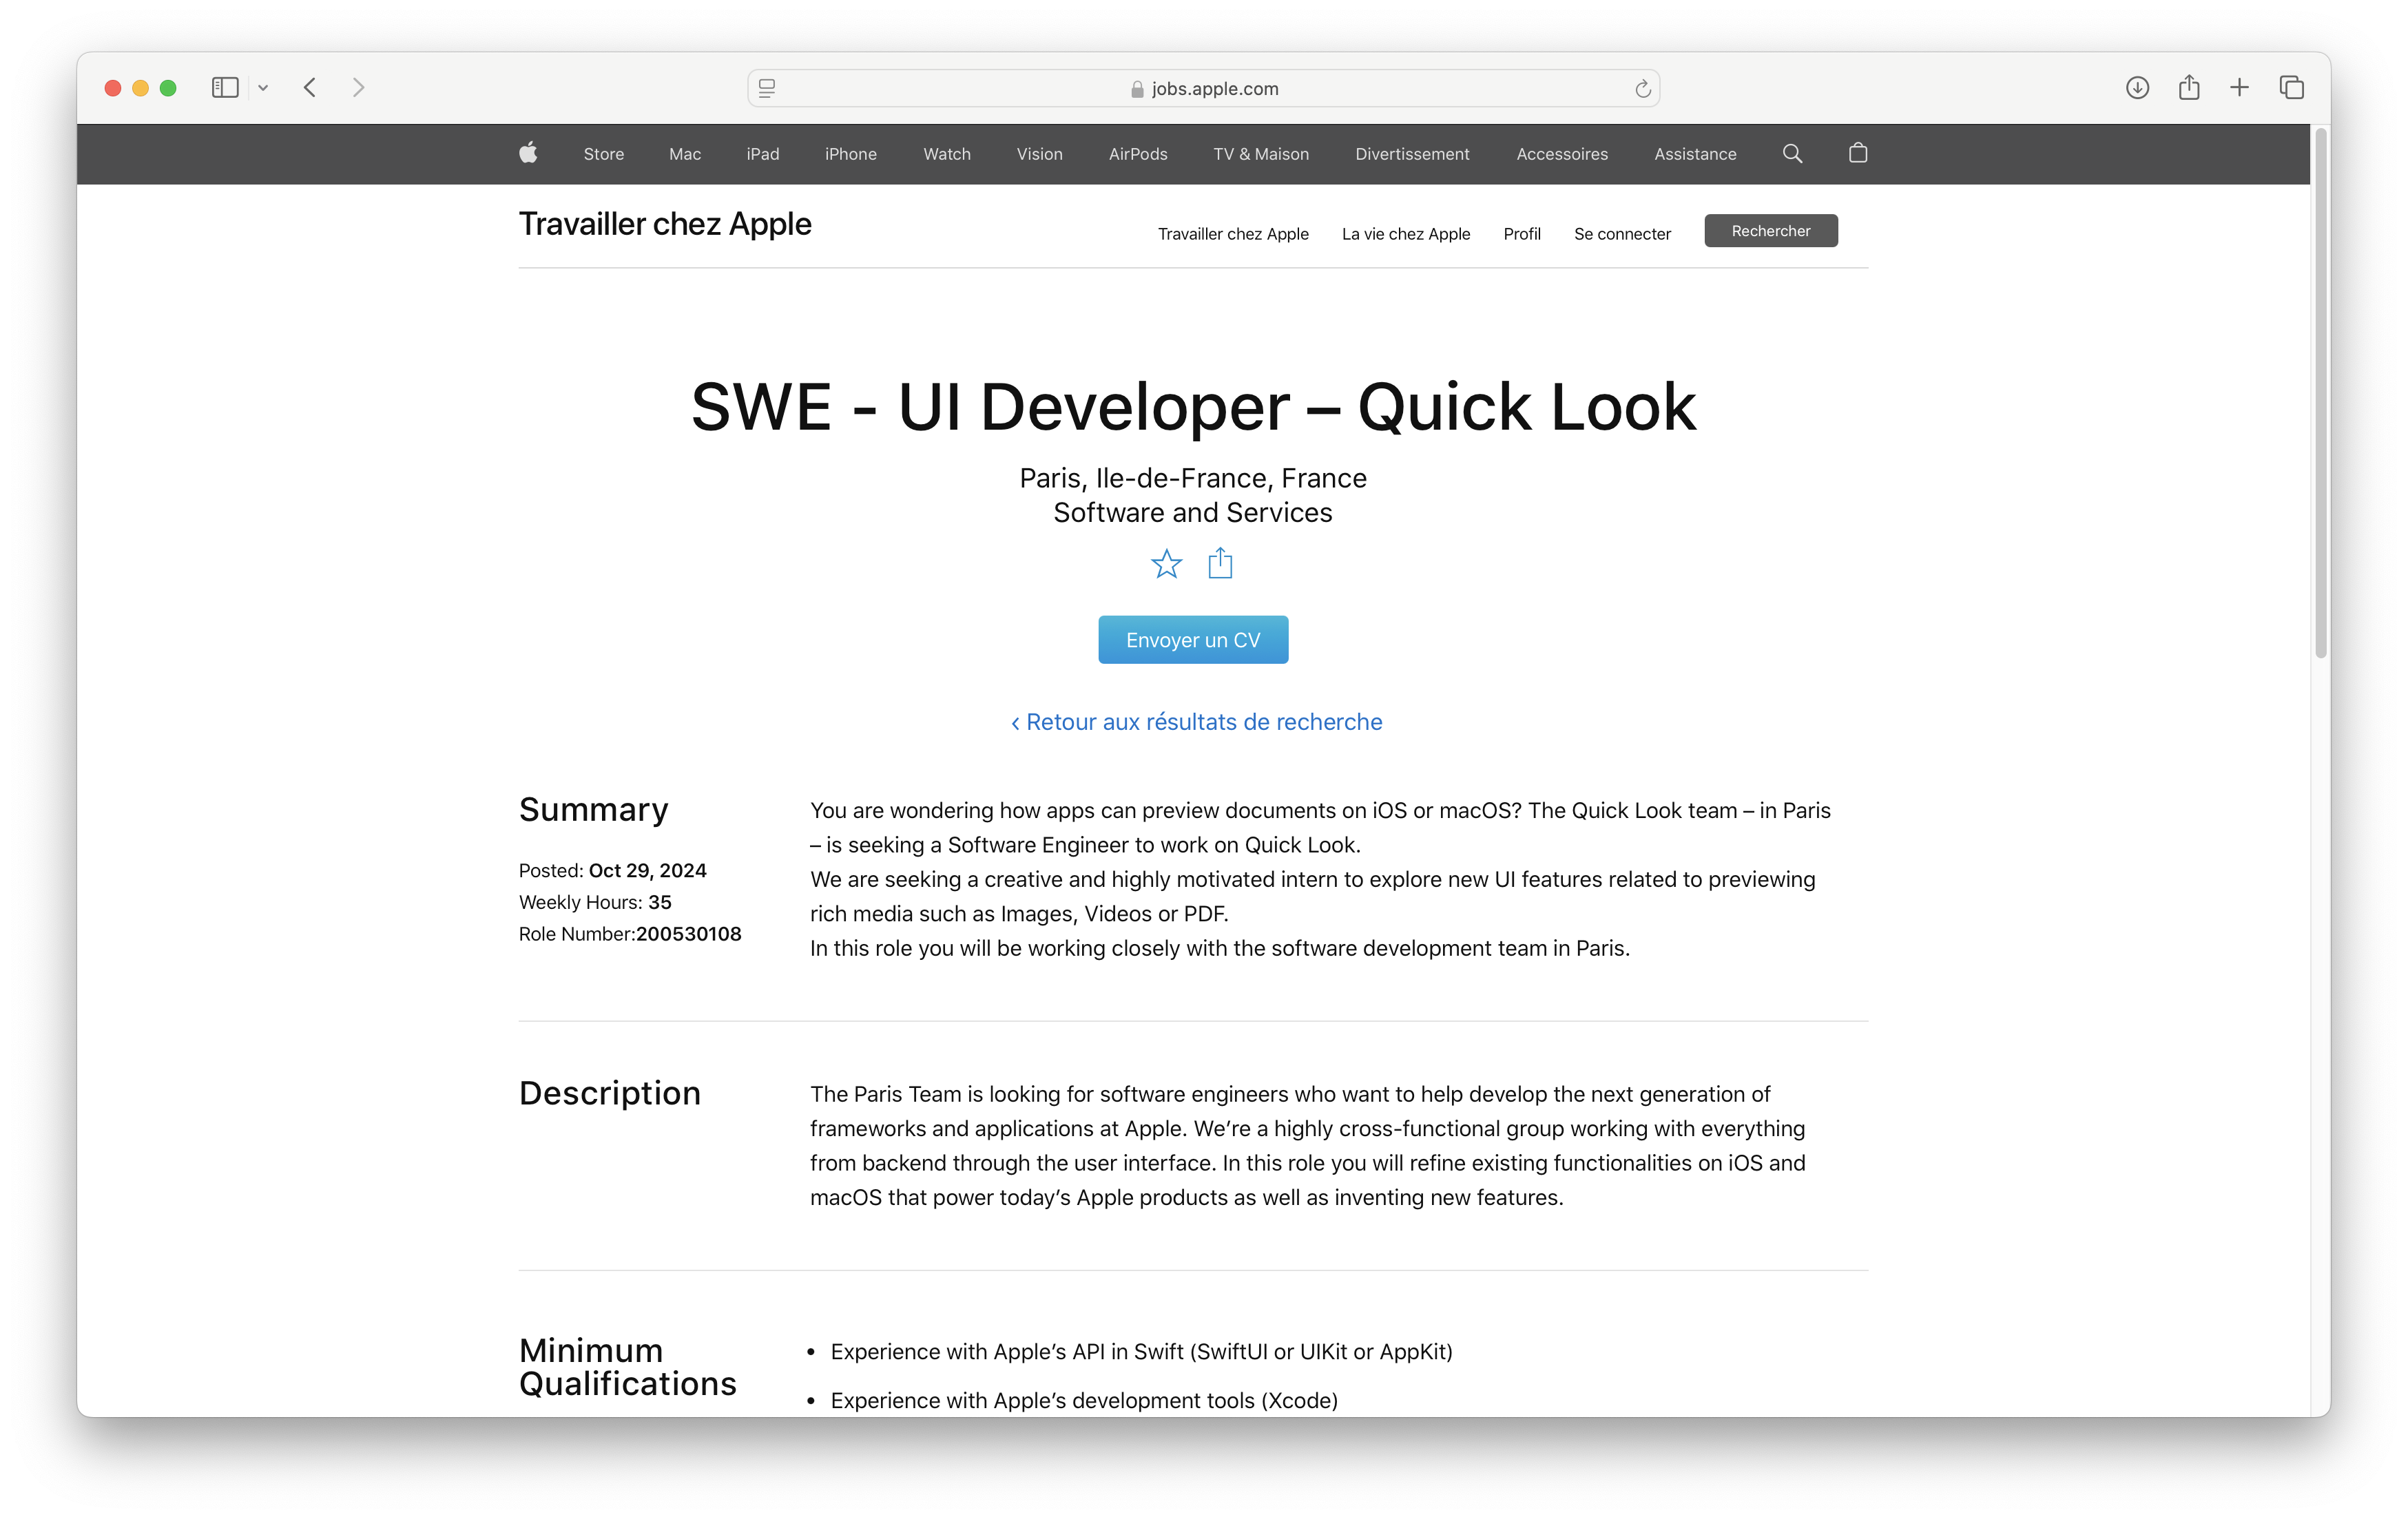 jobs.apple.com
Store Mac iPad iPhone Watch Vision AirPods TV & Maison Divertissement Accessoires Assistance
Travailler chez Apple
Travailler chez Apple La vie chez Apple Profil Se connecter Rechercher
SWE - UI Developer – Quick Look
Paris, Ile-de-France, France
Software and Services
Envoyer un CV
‹ Retour aux résultats de recherche
Summary
Posted: Oct 29, 2024
Weekly Hours: 35
Role Number:200530108
You are wondering how apps can preview documents on iOS or macOS? The Quick Look team – in Paris
– is seeking a Software Engineer to work on Quick Look.
We are seeking a creative and highly motivated intern to explore new UI features related to previewing
rich media such as Images, Videos or PDF.
In this role you will be working closely with the software development team in Paris.
Description
The Paris Team is looking for software engineers who want to help develop the next generation of
frameworks and applications at Apple. We’re a highly cross-functional group working with everything
from backend through the user interface. In this role you will refine existing functionalities on iOS and
macOS that power today’s Apple products as well as inventing new features.
Minimum
Qualifications
• Experience with Apple’s API in Swift (SwiftUI or UIKit or AppKit)
• Experience with Apple’s development tools (Xcode)